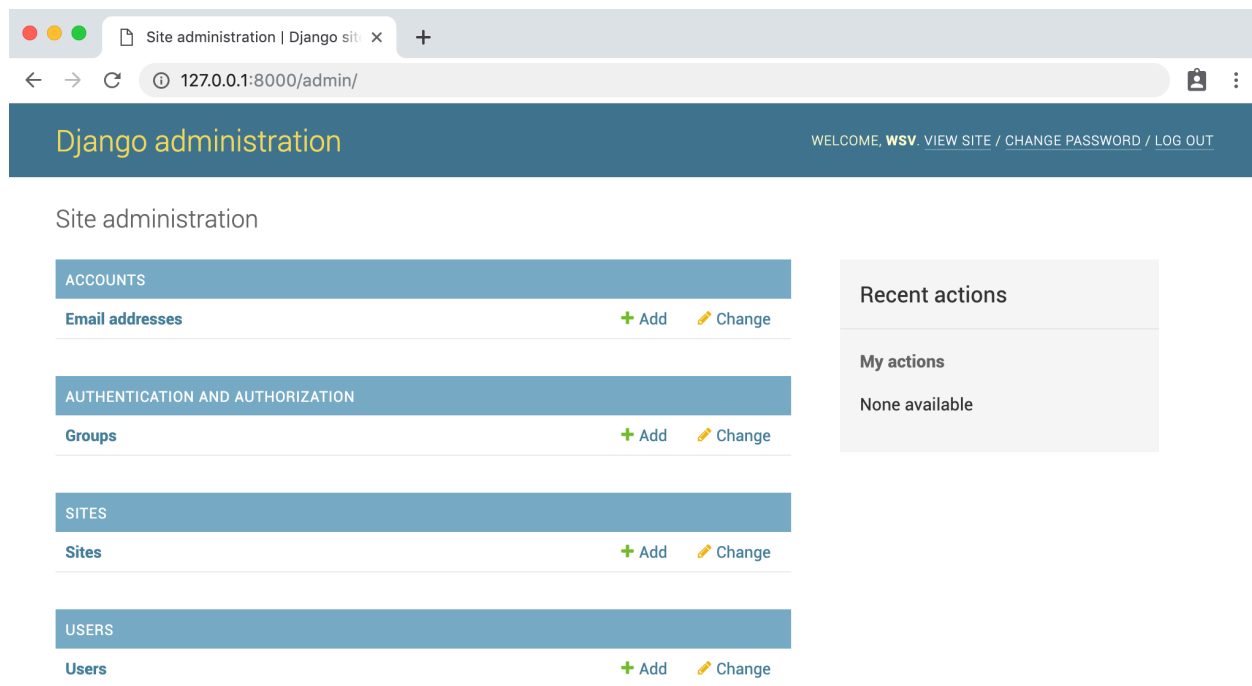 Site administration | Django sit
127.0.0.1:8000/admin/
Django administration
WELCOME, WSV. VIEW SITE / CHANGE PASSWORD / LOG OUT
Site administration
ACCOUNTS
Email addresses Add Change
AUTHENTICATION AND AUTHORIZATION
Groups Add Change
SITES
Sites Add Change
USERS
Users Add Change
Recent actions
My actions
None available